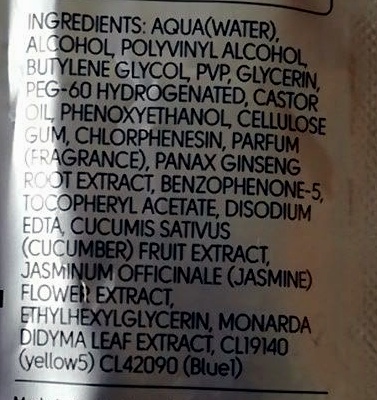 INGREDIENTS: AQUA(WATER),
ALCOHOL, POLYVINYL ALCOHOL,
BUTYLENE GLYCOL, PVP, GLYCERIN,
PEG-60 HYDROGENATED, CASTOR
OIL, PHENOXYETHANOL, CELLULOSE
GUM, CHLORPHENESIN, PARFUM
(FRAGRANCE), PANAX GINSENG
ROOT EXTRACT, BENZOPHENONE-5,
TOCOPHERYL ACETATE, DISODIUM
EDTA, CUCUMIS SATIVUS
(CUCUMBER) FRUIT EXTRACT,
JASMINUM OFFICINALE (JASMINE)
FLOWER EXTRACT,
ETHYLHEXYLGLYCERIN, MONARDA
DIDYMA LEAF EXTRACT, CL19140
(yellow5) CL42090 (Blue1)